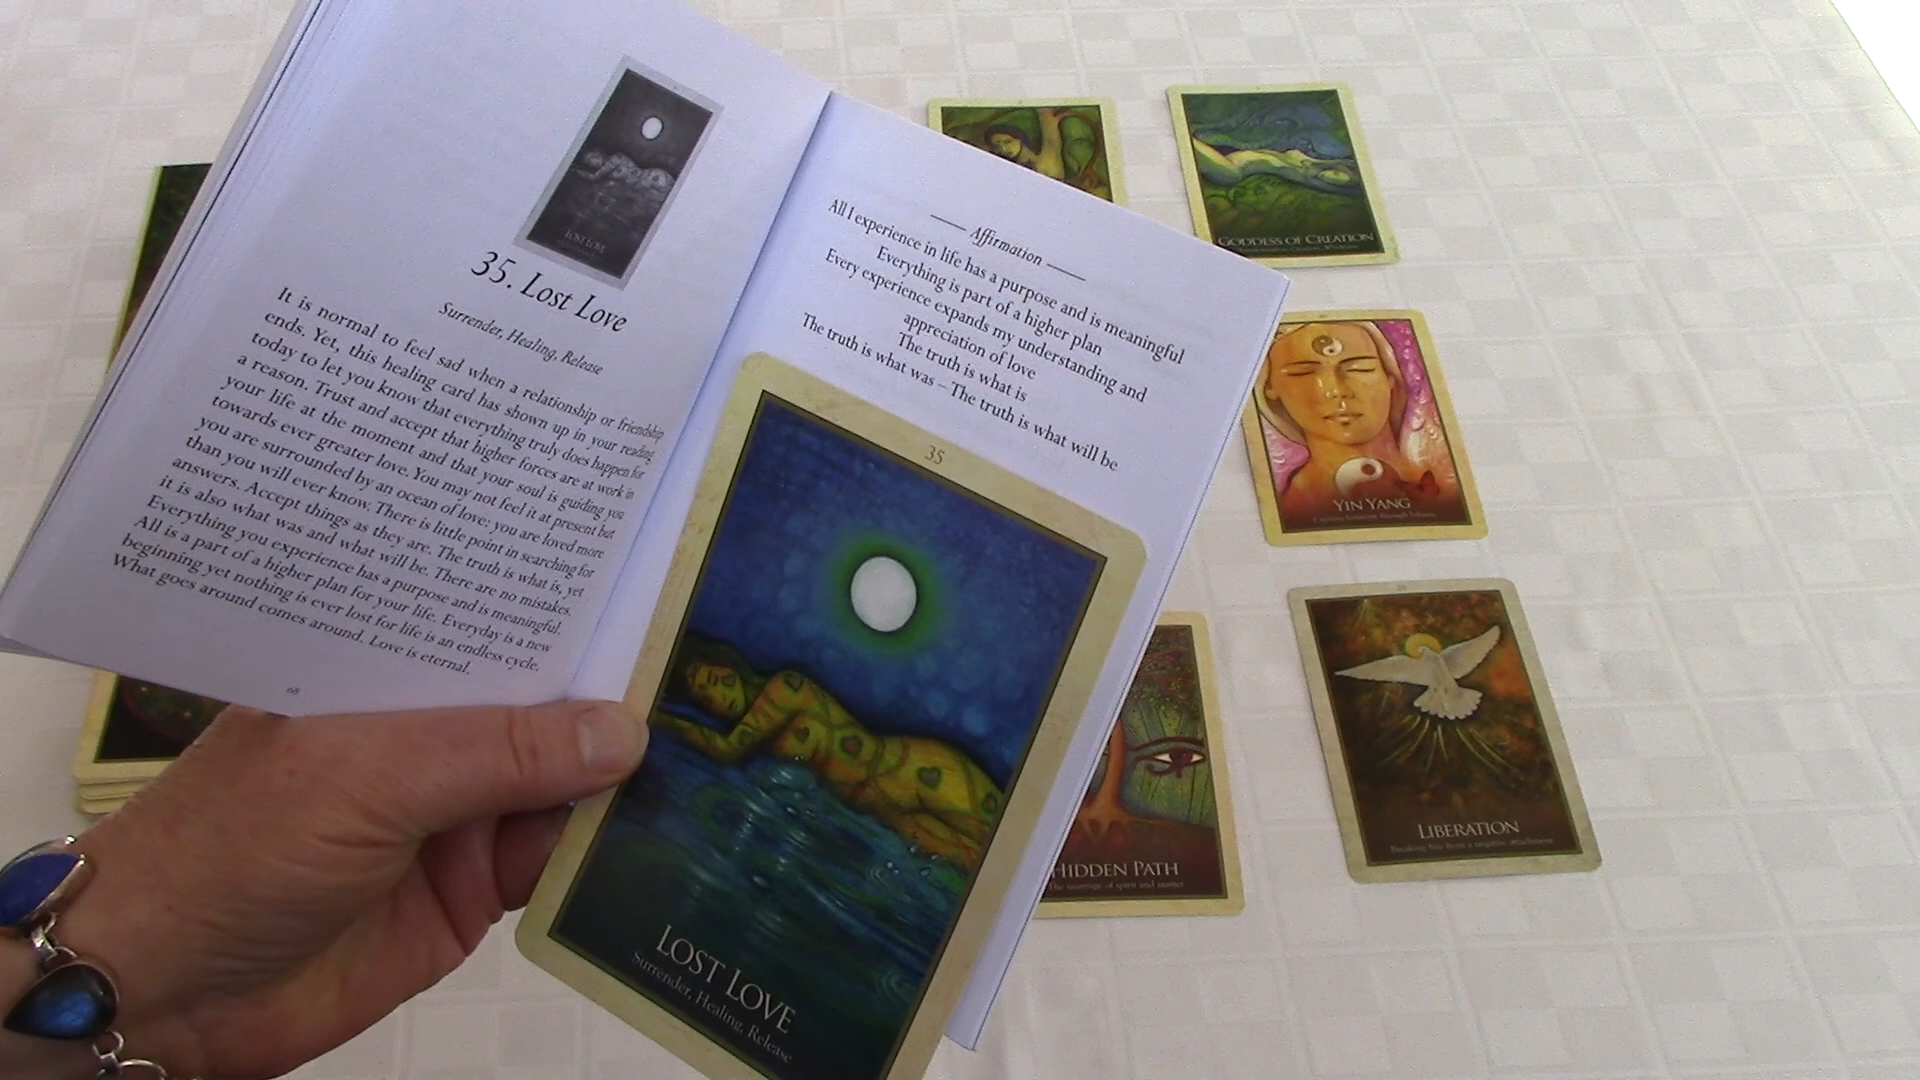 LOST LOVE
35. Lost Love
Surrender, Healing, Release
It is normal to feel sad when a relationship or friendship
ends. Yet, this healing card has shown up in your reading
today to let you know that everything truly does happen for
a reason. Trust and accept that higher forces are at work in
your life at the moment and that your soul is guiding you
towards ever greater love. You may not feel it at present but
you are surrounded by an ocean of love; you are loved more
than you will ever know. There is little point in searching for
answers. Accept things as they are. The truth is what is, yet
it is also what was and what will be. There are no mistakes.
Everything you experience has a purpose and is meaningful.
All is a part of a higher plan for your life. Everyday is a new
beginning yet nothing is ever lost for life is an endless cycle.
What goes around comes around. Love is eternal.
68
Affirmation
All I experience in life has a purpose and is meaningful
Everything is part of a higher plan
Every experience expands my understanding and
appreciation of love
The truth is what is
The truth is what was – The truth is what will be
35
LOST LOVE
Surrender, Healing, Release
GODDESS OF CREATION
YIN YANG
HIDDEN PATH
The marriage of spirit and matter
LIBERATION
Breaking free from a negative attachment